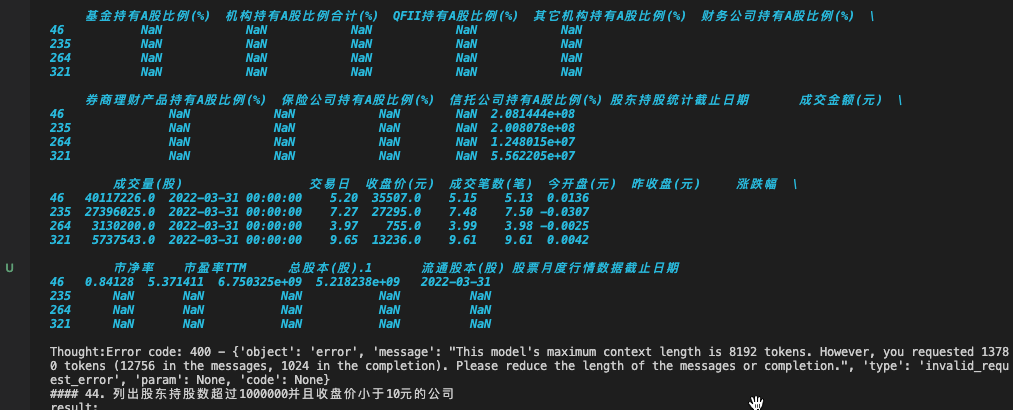 基金持有A股比例(%) 机构持有A股比例合计(%) QFII持有A股比例(%) 其它机构持有A股比例(%) 财务公司持有A股比例(%) \
46 NaN NaN NaN NaN NaN
235 NaN NaN NaN NaN NaN
264 NaN NaN NaN NaN NaN
321 NaN NaN NaN NaN NaN
券商理财产品持有A股比例(%) 保险公司持有A股比例(%) 信托公司持有A股比例(%) 股东持股统计截止日期 成交金额(元) \
46 NaN NaN NaN NaN 2.081444e+08
235 NaN NaN NaN NaN 2.008078e+08
264 NaN NaN NaN NaN 1.248015e+07
321 NaN NaN NaN NaN 5.562205e+07
成交量(股) 交易日 收盘价(元) 成交笔数(笔) 今开盘(元) 昨收盘(元) 涨跌幅 \
46 40117226.0 2022-03-31 00:00:00 5.20 35507.0 5.15 5.13 0.0136
235 27396025.0 2022-03-31 00:00:00 7.27 27295.0 7.48 7.50 -0.0307
264 3130200.0 2022-03-31 00:00:00 3.97 755.0 3.99 3.98 -0.0025
321 5737543.0 2022-03-31 00:00:00 9.65 13236.0 9.61 9.61 0.0042
U
市净率 市盈率TTM 总股本(股).1 流通股本(股) 股票月度行情数据截止日期
46 0.84128 5.371411 6.750325e+09 5.218238e+09 2022-03-31
235 NaN NaN NaN NaN NaN
264 NaN NaN NaN NaN NaN
321 NaN NaN NaN NaN NaN
Thought:Error code: 400 - {'object': 'error', 'message': "This model's maximum context length is 8192 tokens. However, you requested 1378
0 tokens (12756 in the messages, 1024 in the completion). Please reduce the length of the messages or completion.", 'type': 'invalid_requ
est_error', 'param': None, 'code': None}
#### 44. 列出股东持股数超过1000000并且收盘价小于10元的公司
result: